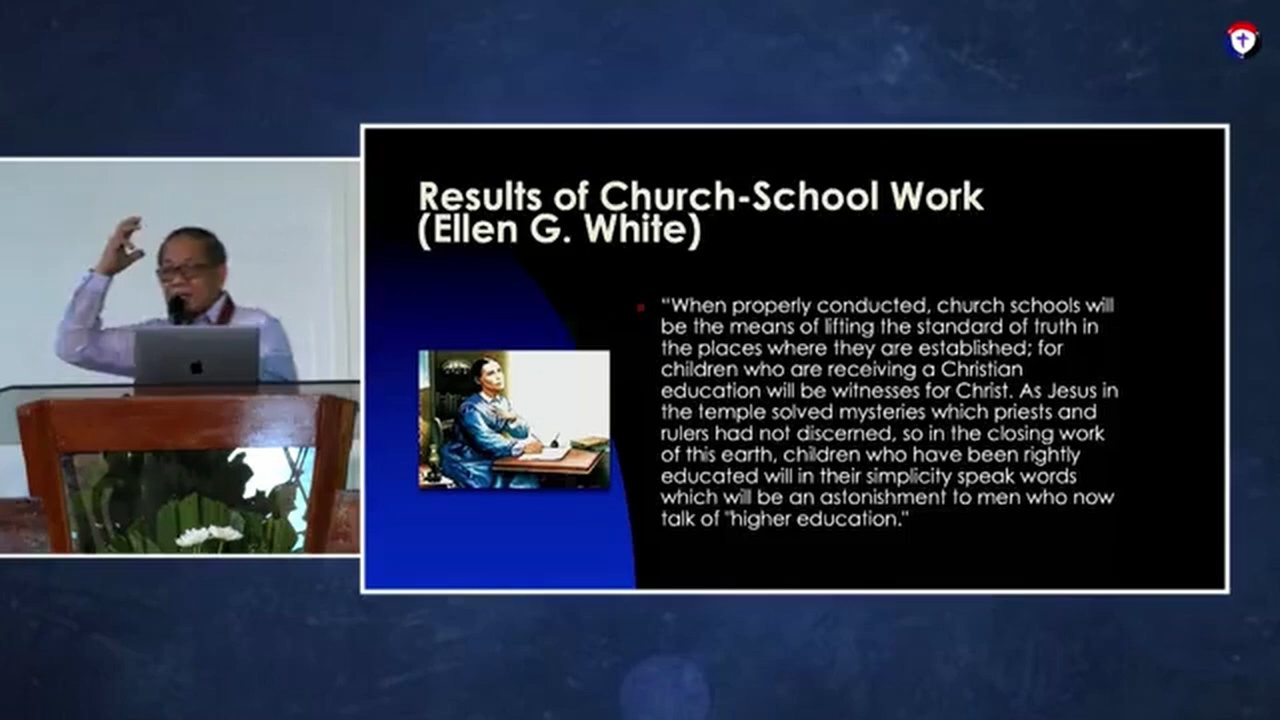 Results of Church-School Work
(Ellen G. White)
“When properly conducted, church schools will
be the means of lifting the standard of truth in
the places where they are established; for
children who are receiving a Christian
education will be witnesses for Christ. As Jesus in
the temple solved mysteries which priests and
rulers had not discerned, so in the closing work
of this earth, children who have been rightly
educated will in their simplicity speak words
which will be an astonishment to men who now
talk of "higher education."